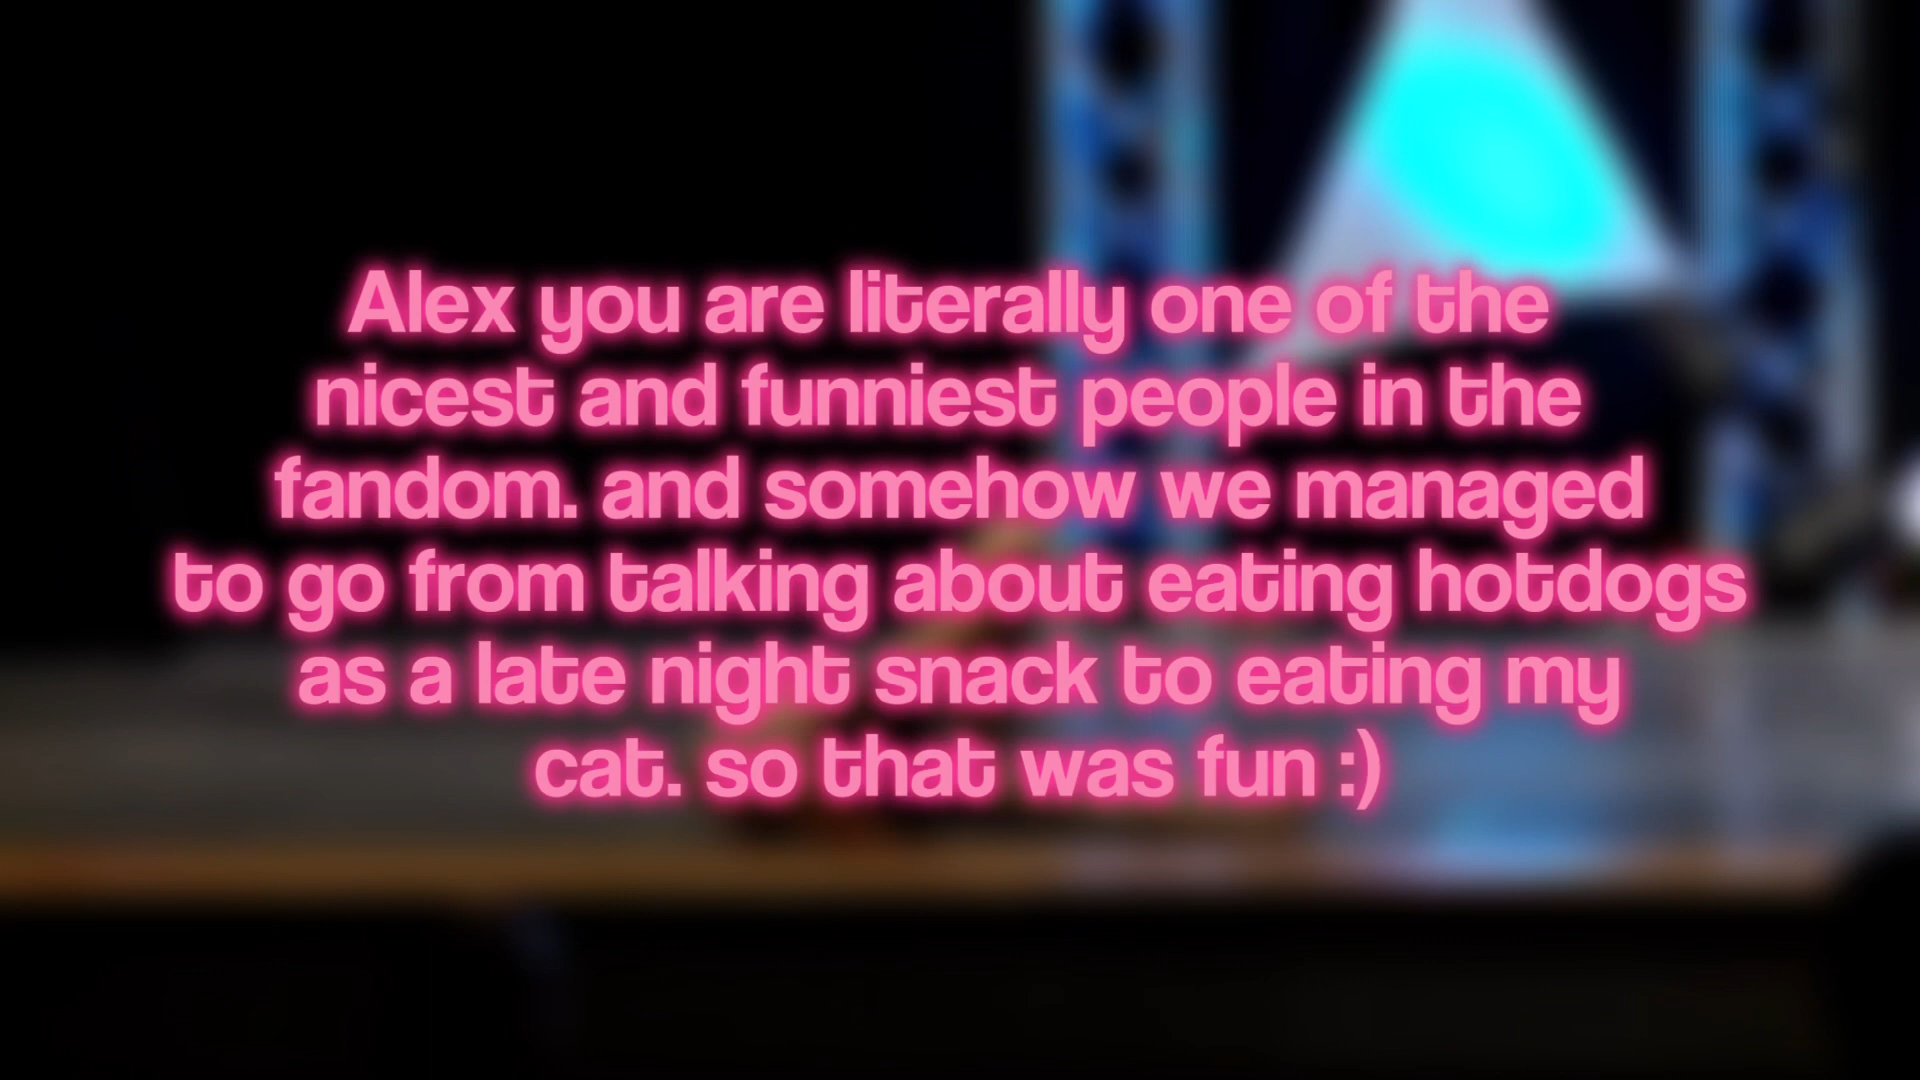 Alex you are literally one of the
nicest and funniest people in the
fandom. and somehow we managed
to go from talking about eating hotdogs
as a late night snack to eating my
cat. so that was fun :)